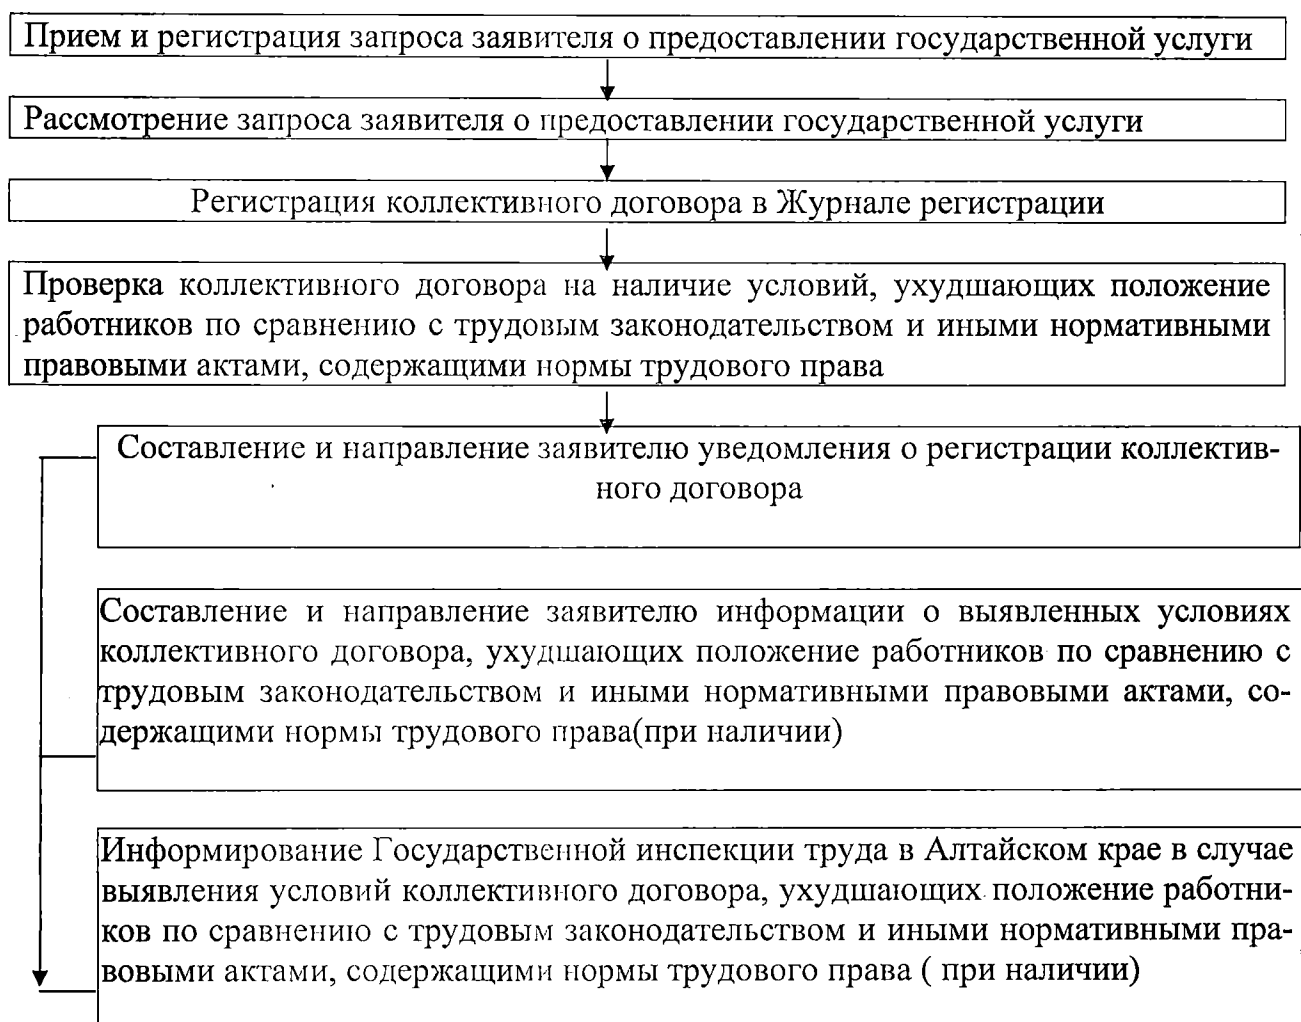 Прием и регистрация запроса заявителя о предоставлении государственной услуги
Рассмотрение запроса заявителя о предоставлении государственной услуги
Регистрация коллективного договора в Журнале регистрации
Проверка коллективного договора на наличие условий, ухудшающих положение
работников по сравнению с трудовым законодательством и иными нормативными
правовыми актами, содержащими нормы трудового права
Составление и направление заявителю уведомления о регистрации коллектив-
ного договора
Составление и направление заявителю информации о выявленных условиях
коллективного договора, ухудшающих положение работников по сравнению с
трудовым законодательством и иными нормативными правовыми актами, со-
держащими нормы трудового права(при наличии)
Информирование Государственной инспекции труда в Алтайском крае в случае
выявления условий коллективного договора, ухудшающих положение работни-
ков по сравнению с трудовым законодательством и иными нормативными пра-
вовыми актами, содержащими нормы трудового права ( при наличии)